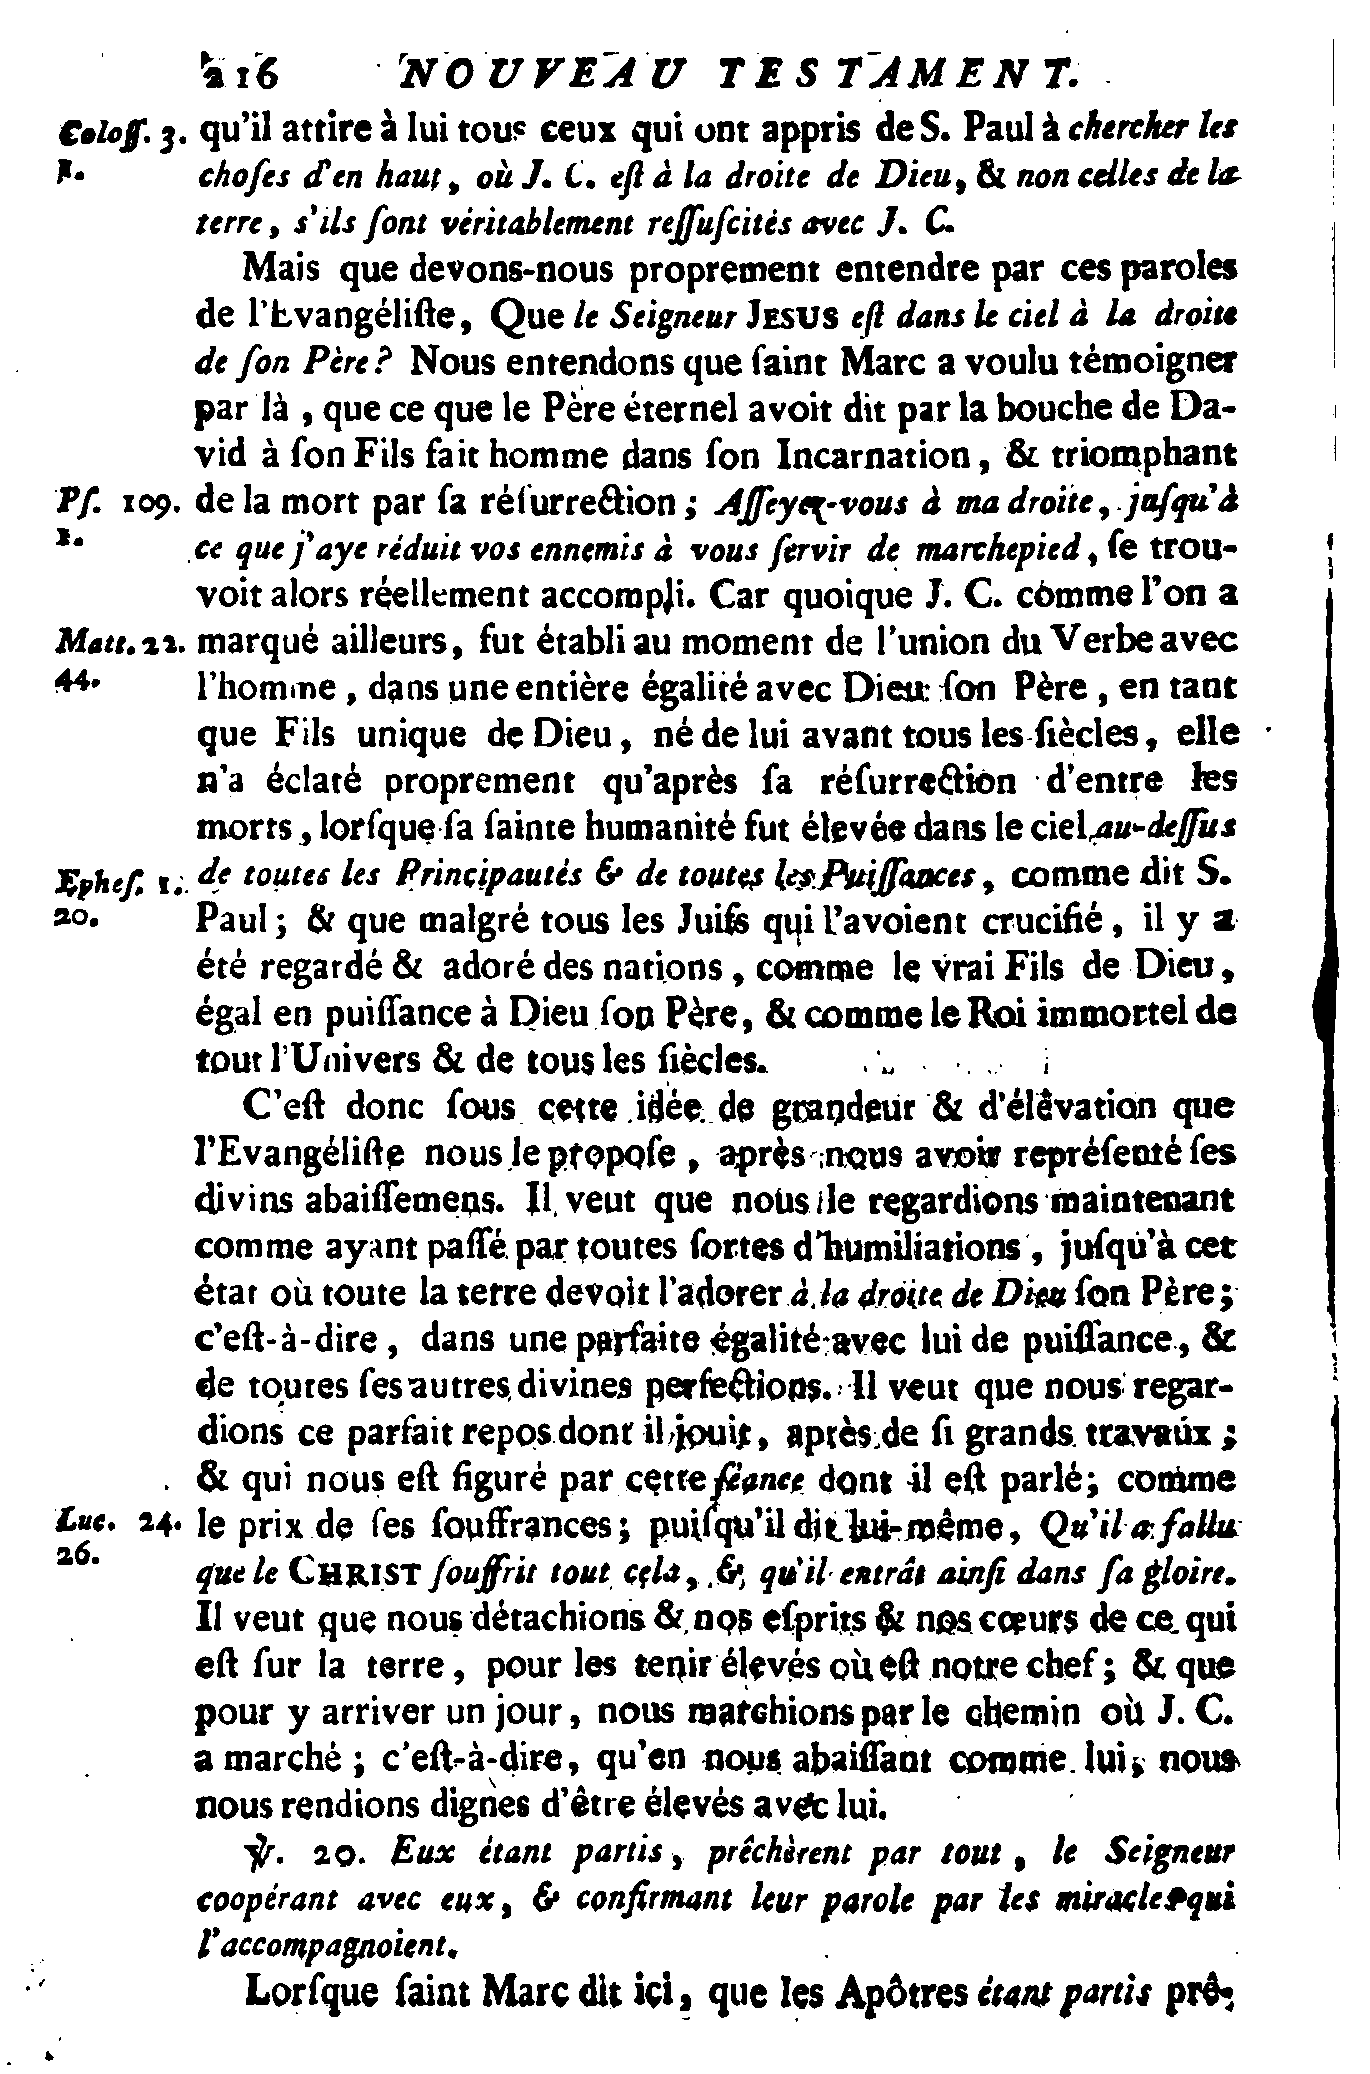 216 NOUVEAU TESTAMENT.
Coloss. 3. qu'il attire à lui tous ceux qui ont appris de S. Paul à chercher les
1. choſes d'en haut, où J. C. eſt à la droite de Dieu, & non celles de la
terre, s'ils ſont véritablement reſſuſcités avec J. C.
Mais que devons-nous proprement entendre par ces paroles
de l'Evangéliſte, Que le Seigneur JESUS eſt dans le ciel à la droite
de ſon Père? Nous entendons que ſaint Marc a voulu témoigner
par là, que ce que le Père éternel avoit dit par la bouche de Da-
vid à ſon Fils fait homme dans ſon Incarnation, & triomphant
Pſ. 109. de la mort par ſa réſurrection; Aſſeyez-vous à ma droite, juſqu'à
1. ce que j'aye réduit vos ennemis à vous ſervir de marchepied, ſe trou-
voit alors réellement accompli. Car quoique J. C. comme l'on a
Matt. 22. marqué ailleurs, fut établi au moment de l'union du Verbe avec
44. l'homme, dans une entière égalité avec Dieu ſon Père, en tant
que Fils unique de Dieu, né de lui avant tous les ſiècles, elle
n'a éclaté proprement qu'après ſa réſurrection d'entre les
morts, lorſque ſa ſainte humanité fut élevée dans le ciel au-deſſus
Epheſ. 1. de toutes les Principautés & de toutes les Puiſſances, comme dit S.
20. Paul; & que malgré tous les Juifs qui l'avoient crucifié, il y a
été regardé & adoré des nations, comme le vrai Fils de Dieu,
égal en puiſſance à Dieu ſon Père, & comme le Roi immortel de
tout l'Univers & de tous les ſiècles.
C'eſt donc ſous cette idée de grandeur & d'élévation que
l'Evangéliſte nous le propoſe, après nous avoir repréſenté ſes
divins abaiſſemens. Il veut que nous le regardions maintenant
comme ayant paſſé par toutes ſortes d'humiliations, juſqu'à cet
état où toute la terre devoit l'adorer à la droite de Dieu ſon Père;
c'eſt-à-dire, dans une parfaite égalité avec lui de puiſſance, &
de toutes ſes autres divines perfections. Il veut que nous regar-
dions ce parfait repos dont il jouit, après de ſi grands travaux;
& qui nous eſt figuré par cette ſéance dont il eſt parlé; comme
Luc. 24. le prix de ſes ſouffrances; puiſqu'il dit lui-même, Qu'il a fallu
26. que le CHRIST ſouffrît tout cela, & qu'il entrât ainſi dans ſa gloire.
Il veut que nous détachions & nos eſprits & nos cœurs de ce qui
eſt ſur la terre, pour les tenir élevés où eſt notre chef; & que
pour y arriver un jour, nous marchions par le chemin où J. C.
a marché; c'eſt-à-dire, qu'en nous abaiſſant comme lui, nous
nous rendions dignes d'être élevés avec lui.
℣. 20. Eux étant partis, prêchèrent par tout, le Seigneur
coopérant avec eux, & confirmant leur parole par les miracles qui
l'accompagnoient.
Lorſque ſaint Marc dit ici, que les Apôtres étant partis prê-